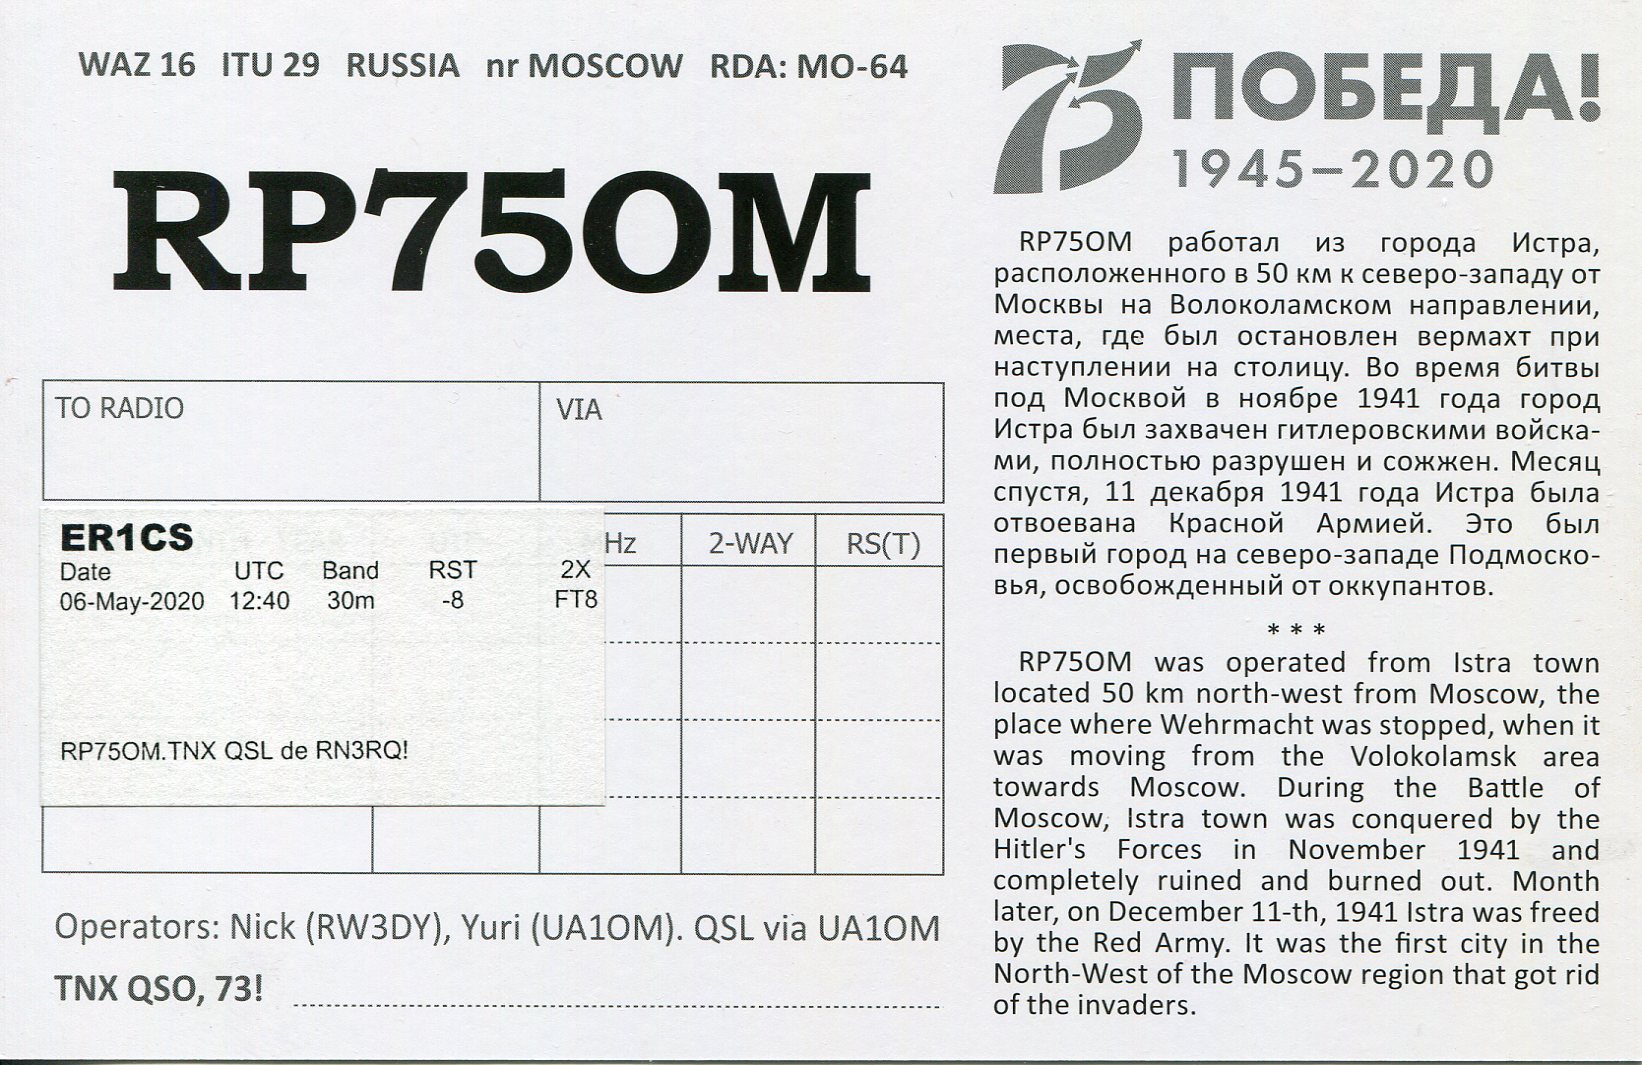 WAZ 16 ITU 29 RUSSIA nr MOSCOW RDA: MO-64
RP75OM
TO RADIO
VIA
Hz
2-WAY
RS(T)
ER1CS
Date UTC Band RST 2X
06-May-2020 12:40 30m -8 FT8
RP75OM.TNX QSL de RN3RQ!
Operators: Nick (RW3DY), Yuri (UA1OM). QSL via UA1OM
TNX QSO, 73!
75 ПОБЕДА!
1945–2020
RP75OM работал из города Истра,
расположенного в 50 км к северо-западу от
Москвы на Волоколамском направлении,
места, где был остановлен вермахт при
наступлении на столицу. Во время битвы
под Москвой в ноябре 1941 года город
Истра был захвачен гитлеровскими войска-
ми, полностью разрушен и сожжен. Месяц
спустя, 11 декабря 1941 года Истра была
отвоевана Красной Армией. Это был
первый город на северо-западе Подмоско-
вья, освобожденный от оккупантов.
* * *
RP75OM was operated from Istra town
located 50 km north-west from Moscow, the
place where Wehrmacht was stopped, when it
was moving from the Volokolamsk area
towards Moscow. During the Battle of
Moscow, Istra town was conquered by the
Hitler's Forces in November 1941 and
completely ruined and burned out. Month
later, on December 11-th, 1941 Istra was freed
by the Red Army. It was the first city in the
North-West of the Moscow region that got rid
of the invaders.